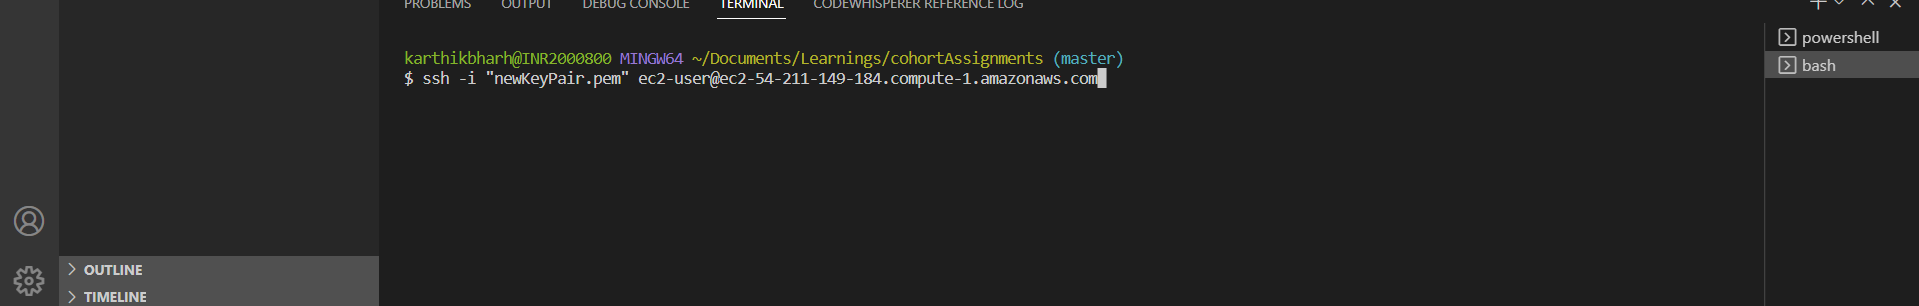 PROBLEMS OUTPUT DEBUG CONSOLE TERMINAL CODEWHISPERER REFERENCE LOG
karthikbharh@INR2000800 MINGW64 ~/Documents/Learnings/cohortAssignments (master)
$ ssh -i "newKeyPair.pem" ec2-user@ec2-54-211-149-184.compute-1.amazonaws.com
powershell
bash
OUTLINE
TIMELINE